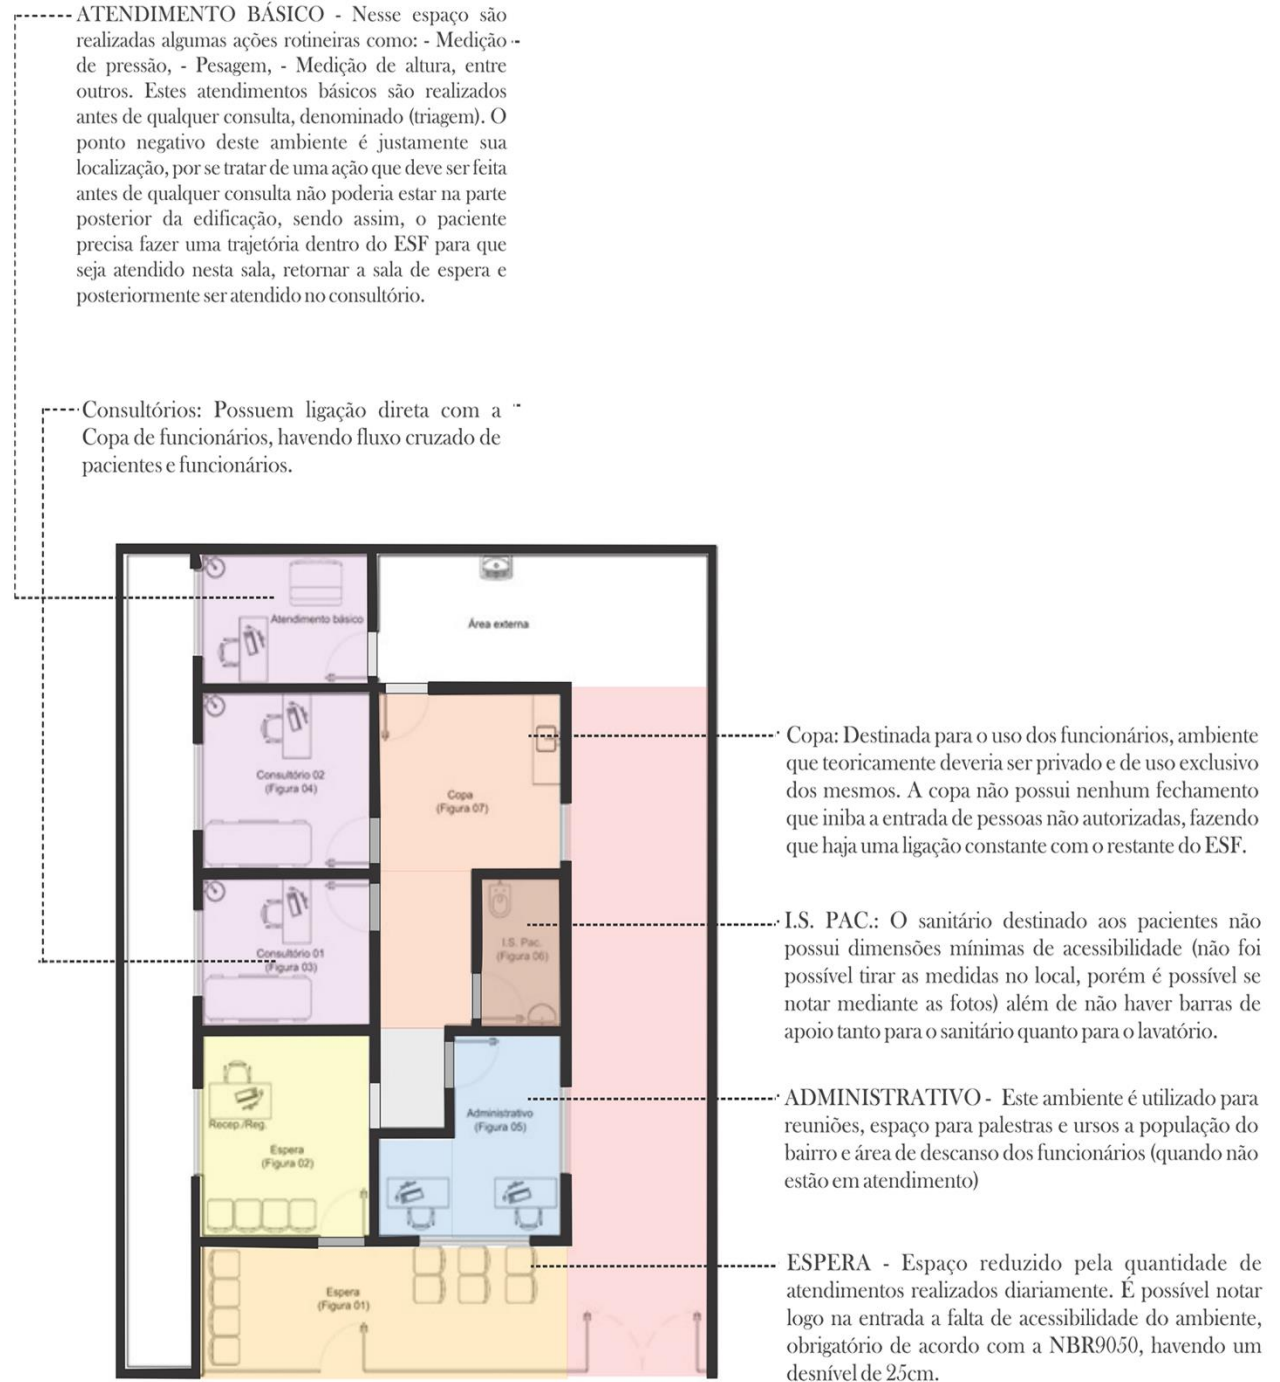 ATENDIMENTO BÁSICO - Nesse espaço são
realizadas algumas ações rotineiras como: - Medição
de pressão, - Pesagem, - Medição de altura, entre
outros. Estes atendimentos básicos são realizados
antes de qualquer consulta, denominado (triagem). O
ponto negativo deste ambiente é justamente sua
localização, por se tratar de uma ação que deve ser feita
antes de qualquer consulta não poderia estar na parte
posterior da edificação, sendo assim, o paciente
precisa fazer uma trajetória dentro do ESF para que
seja atendido nesta sala, retornar a sala de espera e
posteriormente ser atendido no consultório.
Consultórios: Possuem ligação direta com a
Copa de funcionários, havendo fluxo cruzado de
pacientes e funcionários.
Atendimento básico
Área externa
Consultório 02
(Figura 04)
Copa
(Figura 07)
Consultório 01
(Figura 03)
I.S. Pac.
(Figura 06)
Recep./Reg.
Espera
(Figura 02)
Administrativo
(Figura 05)
Espera
(Figura 01)
Copa: Destinada para o uso dos funcionários, ambiente
que teoricamente deveria ser privado e de uso exclusivo
dos mesmos. A copa não possui nenhum fechamento
que iniba a entrada de pessoas não autorizadas, fazendo
que haja uma ligação constante com o restante do ESF.
I.S. PAC.: O sanitário destinado aos pacientes não
possui dimensões mínimas de acessibilidade (não foi
possível tirar as medidas no local, porém é possível se
notar mediante as fotos) além de não haver barras de
apoio tanto para o sanitário quanto para o lavatório.
ADMINISTRATIVO - Este ambiente é utilizado para
reuniões, espaço para palestras e ursos a população do
bairro e área de descanso dos funcionários (quando não
estão em atendimento)
ESPERA - Espaço reduzido pela quantidade de
atendimentos realizados diariamente. É possível notar
logo na entrada a falta de acessibilidade do ambiente,
obrigatório de acordo com a NBR9050, havendo um
desnível de 25cm.